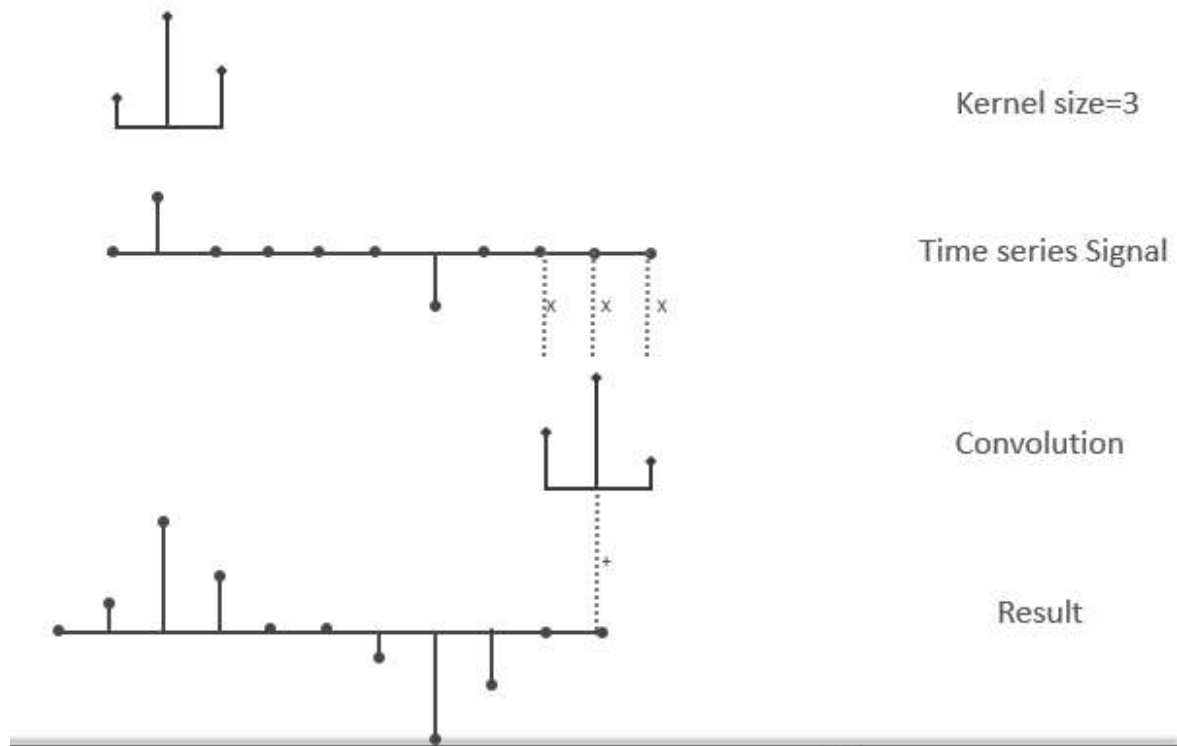 Kernel size=3
Time series Signal
x x x
Convolution
+
Result